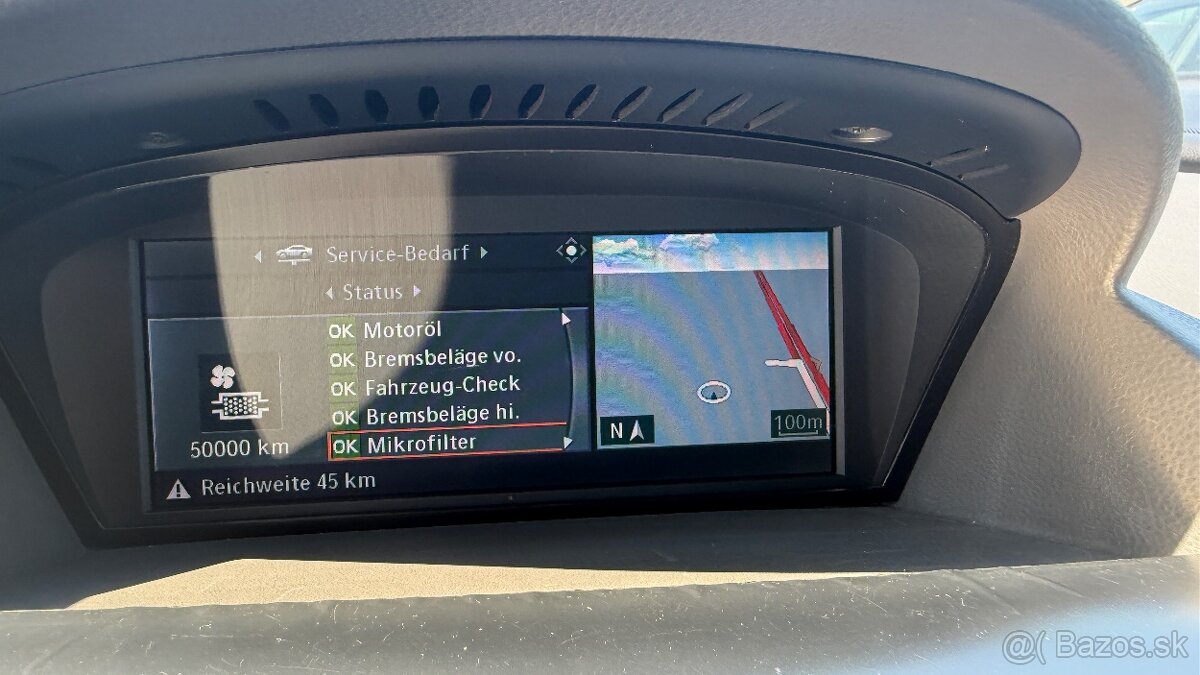 Service-Bedarf
Status
OK Motoröl
OK Bremsbeläge vo.
OK Fahrzeug-Check
OK Bremsbeläge hi.
OK Mikrofilter
50000 km
Reichweite 45 km
N
100m
@( Bazos.sk